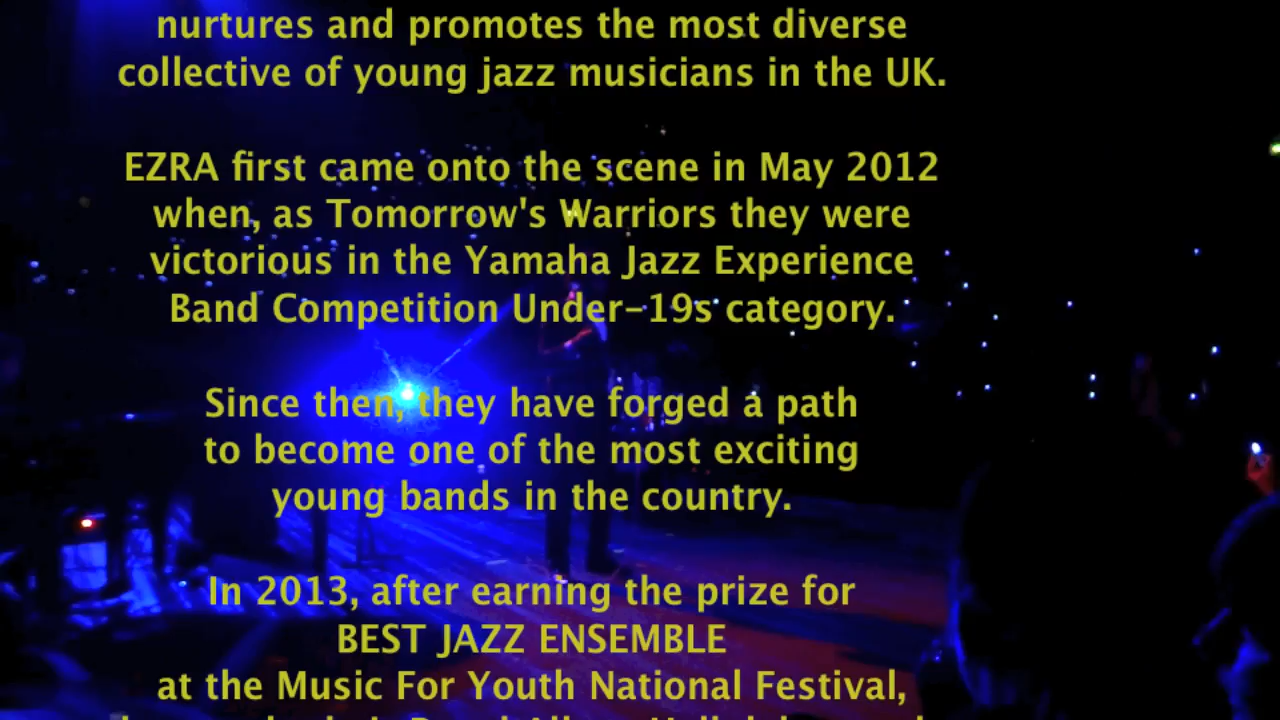 nurtures and promotes the most diverse
collective of young jazz musicians in the UK.
EZRA first came onto the scene in May 2012
when, as Tomorrow's Warriors they were
victorious in the Yamaha Jazz Experience
Band Competition Under-19s category.
Since then, they have forged a path
to become one of the most exciting
young bands in the country.
In 2013, after earning the prize for
BEST JAZZ ENSEMBLE
at the Music For Youth National Festival,